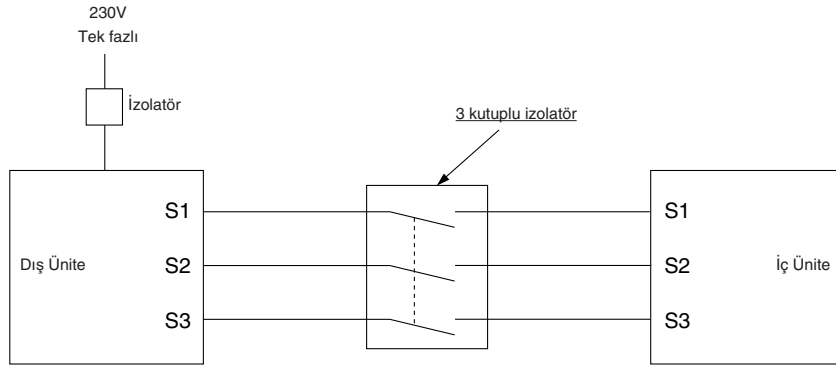 230V
Tek fazlı
İzolatör
3 kutuplu izolatör
S1
S1
Dış Ünite
S2
S2
İç Ünite
S3
S3